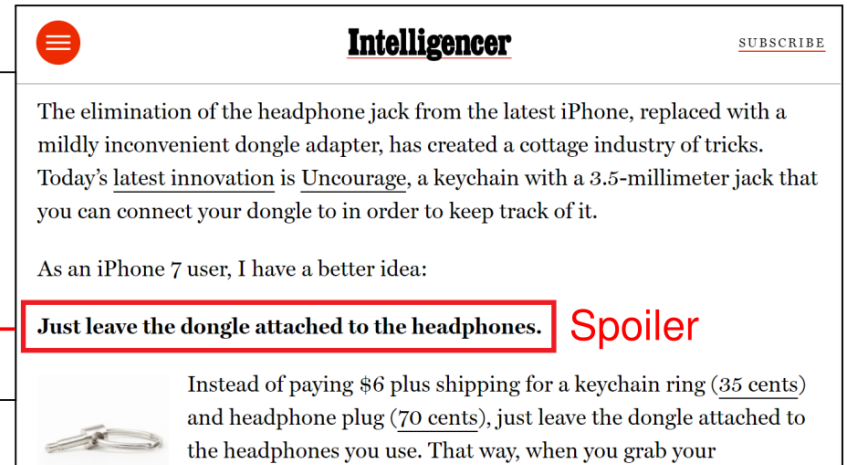 Intelligencer
SUBSCRIBE
The elimination of the headphone jack from the latest iPhone, replaced with a
mildly inconvenient dongle adapter, has created a cottage industry of tricks.
Today’s latest innovation is Uncourage, a keychain with a 3.5-millimeter jack that
you can connect your dongle to in order to keep track of it.
As an iPhone 7 user, I have a better idea:
Just leave the dongle attached to the headphones.
Spoiler
Instead of paying $6 plus shipping for a keychain ring (35 cents)
and headphone plug (70 cents), just leave the dongle attached to
the headphones you use. That way, when you grab your